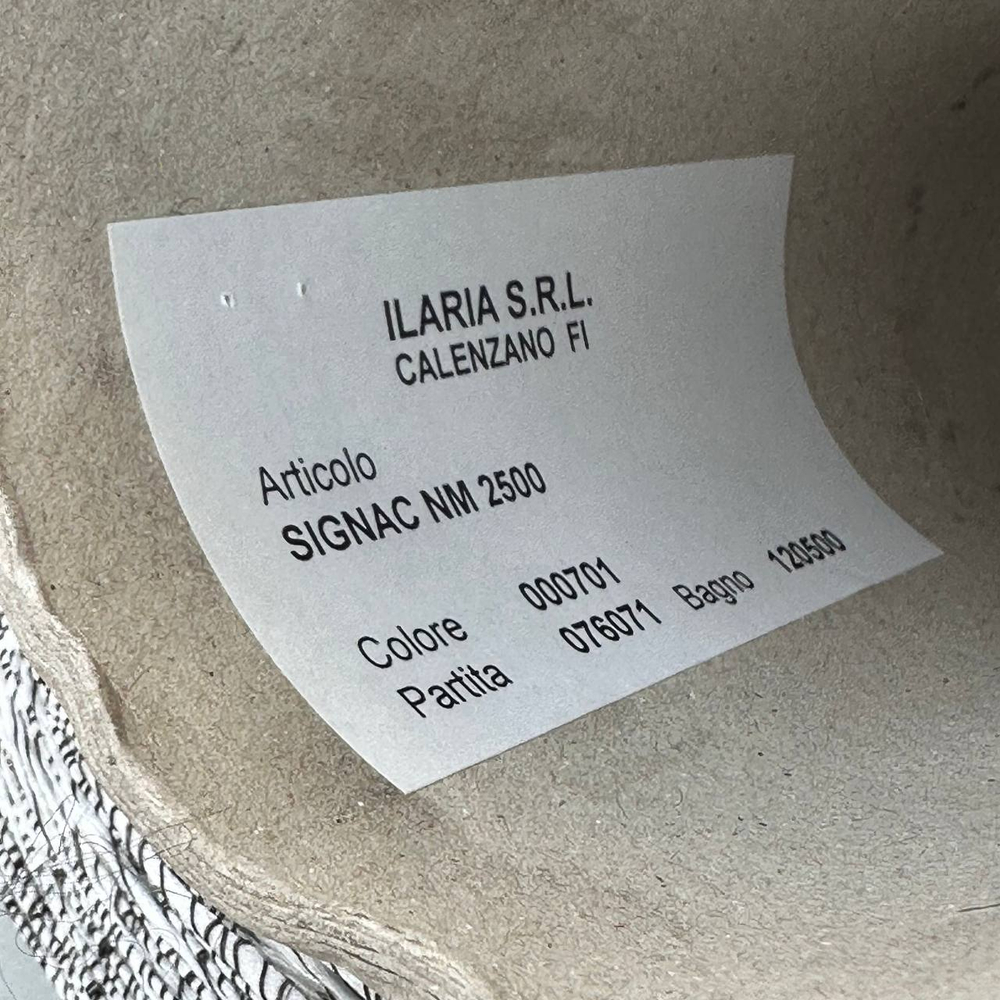 ILARIA S.R.L.
CALENZANO FI
Articolo
SIGNAC NM 2500
Colore 000701
Partita 076071 Bagno 120500